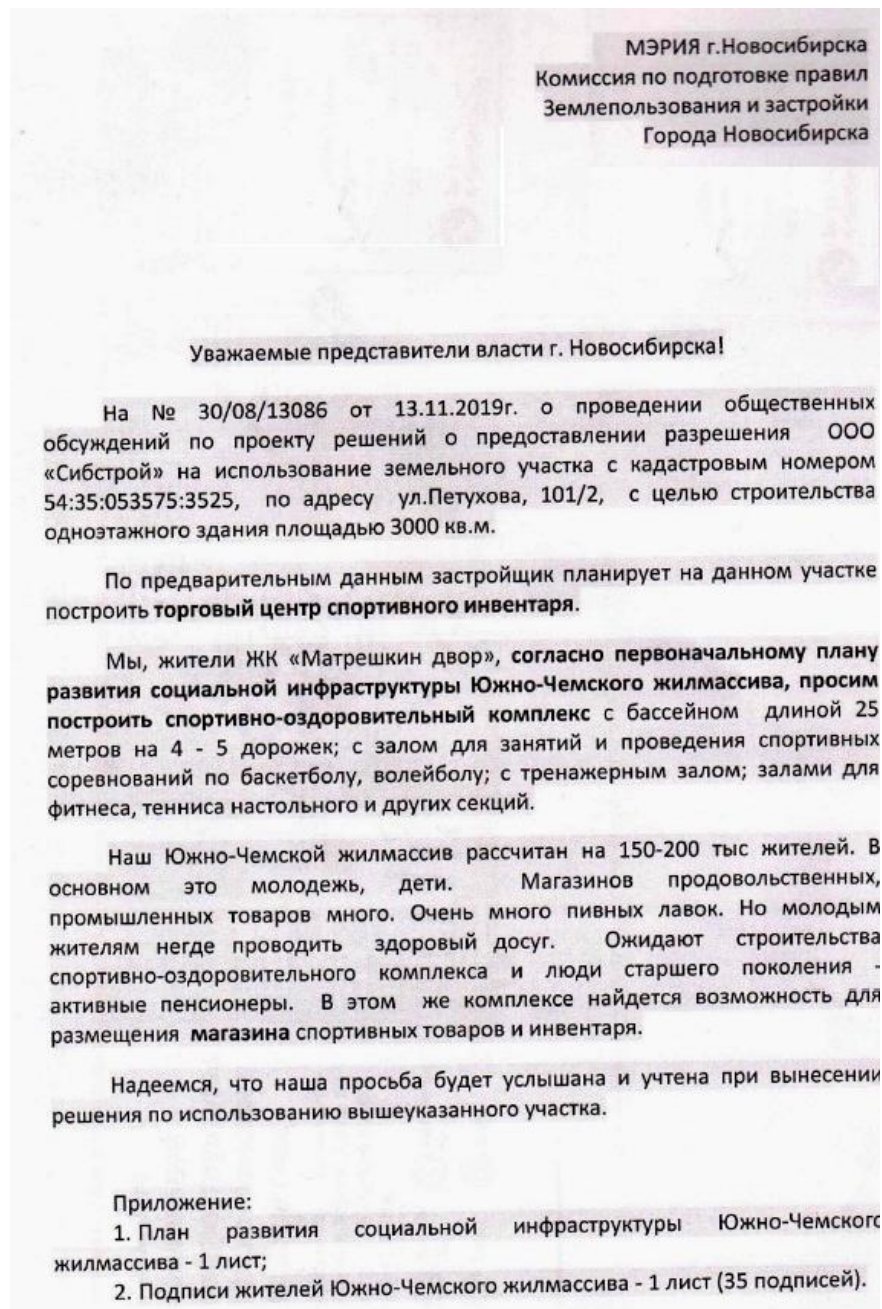 МЭРИЯ г.Новосибирска
Комиссия по подготовке правил
Землепользования и застройки
Города Новосибирска
Уважаемые представители власти г. Новосибирска!
На № 30/08/13086 от 13.11.2019г. о проведении общественных
обсуждений по проекту решений о предоставлении разрешения ООО
«Сибстрой» на использование земельного участка с кадастровым номером
54:35:053575:3525, по адресу ул.Петухова, 101/2, с целью строительства
одноэтажного здания площадью 3000 кв.м.
По предварительным данным застройщик планирует на данном участке
построить торговый центр спортивного инвентаря.
Мы, жители ЖК «Матрешкин двор», согласно первоначальному плану
развития социальной инфраструктуры Южно-Чемского жилмассива, просим
построить спортивно-оздоровительный комплекс с бассейном длиной 25
метров на 4 - 5 дорожек; с залом для занятий и проведения спортивных
соревнований по баскетболу, волейболу; с тренажерным залом; залами для
фитнеса, тенниса настольного и других секций.
Наш Южно-Чемской жилмассив рассчитан на 150-200 тыс жителей. В
основном это молодежь, дети. Магазинов продовольственных,
промышленных товаров много. Очень много пивных лавок. Но молодым
жителям негде проводить здоровый досуг. Ожидают строительства
спортивно-оздоровительного комплекса и люди старшего поколения -
активные пенсионеры. В этом же комплексе найдется возможность для
размещения магазина спортивных товаров и инвентаря.
Надеемся, что наша просьба будет услышана и учтена при вынесении
решения по использованию вышеуказанного участка.
Приложение:
1. План развития социальной инфраструктуры Южно-Чемского
жилмассива - 1 лист;
2. Подписи жителей Южно-Чемского жилмассива - 1 лист (35 подписей).